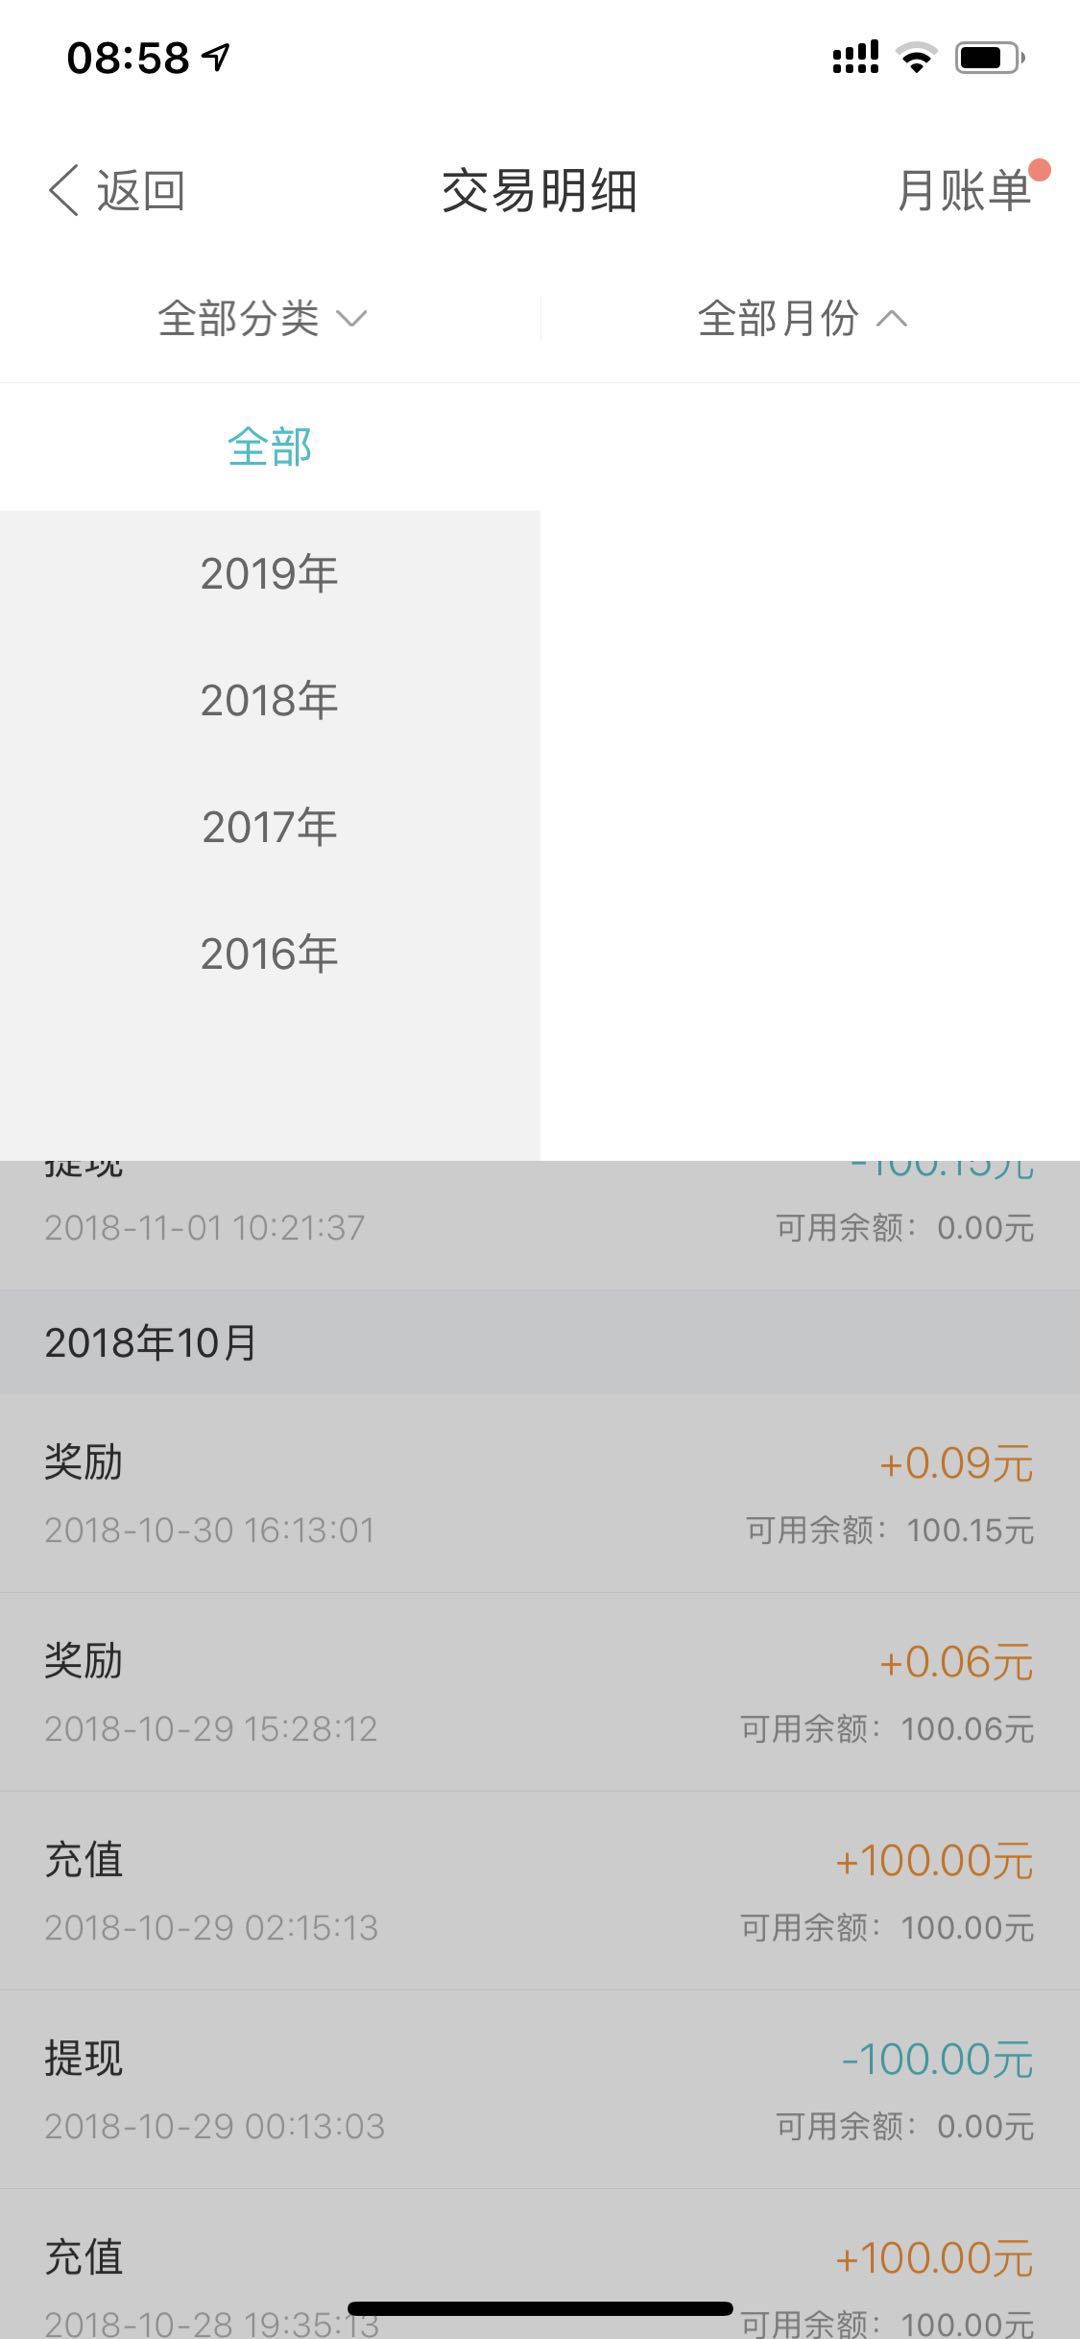 08:58
返回 交易明细 月账单
全部分类 全部月份
全部
2019年
2018年
2017年
2016年
提现 -100.15元
2018-11-01 10:21:37 可用余额：0.00元
2018年10月
奖励 +0.09元
2018-10-30 16:13:01 可用余额：100.15元
奖励 +0.06元
2018-10-29 15:28:12 可用余额：100.06元
充值 +100.00元
2018-10-29 02:15:13 可用余额：100.00元
提现 -100.00元
2018-10-29 00:13:03 可用余额：0.00元
充值 +100.00元
2018-10-28 19:35:13 可用余额：100.00元